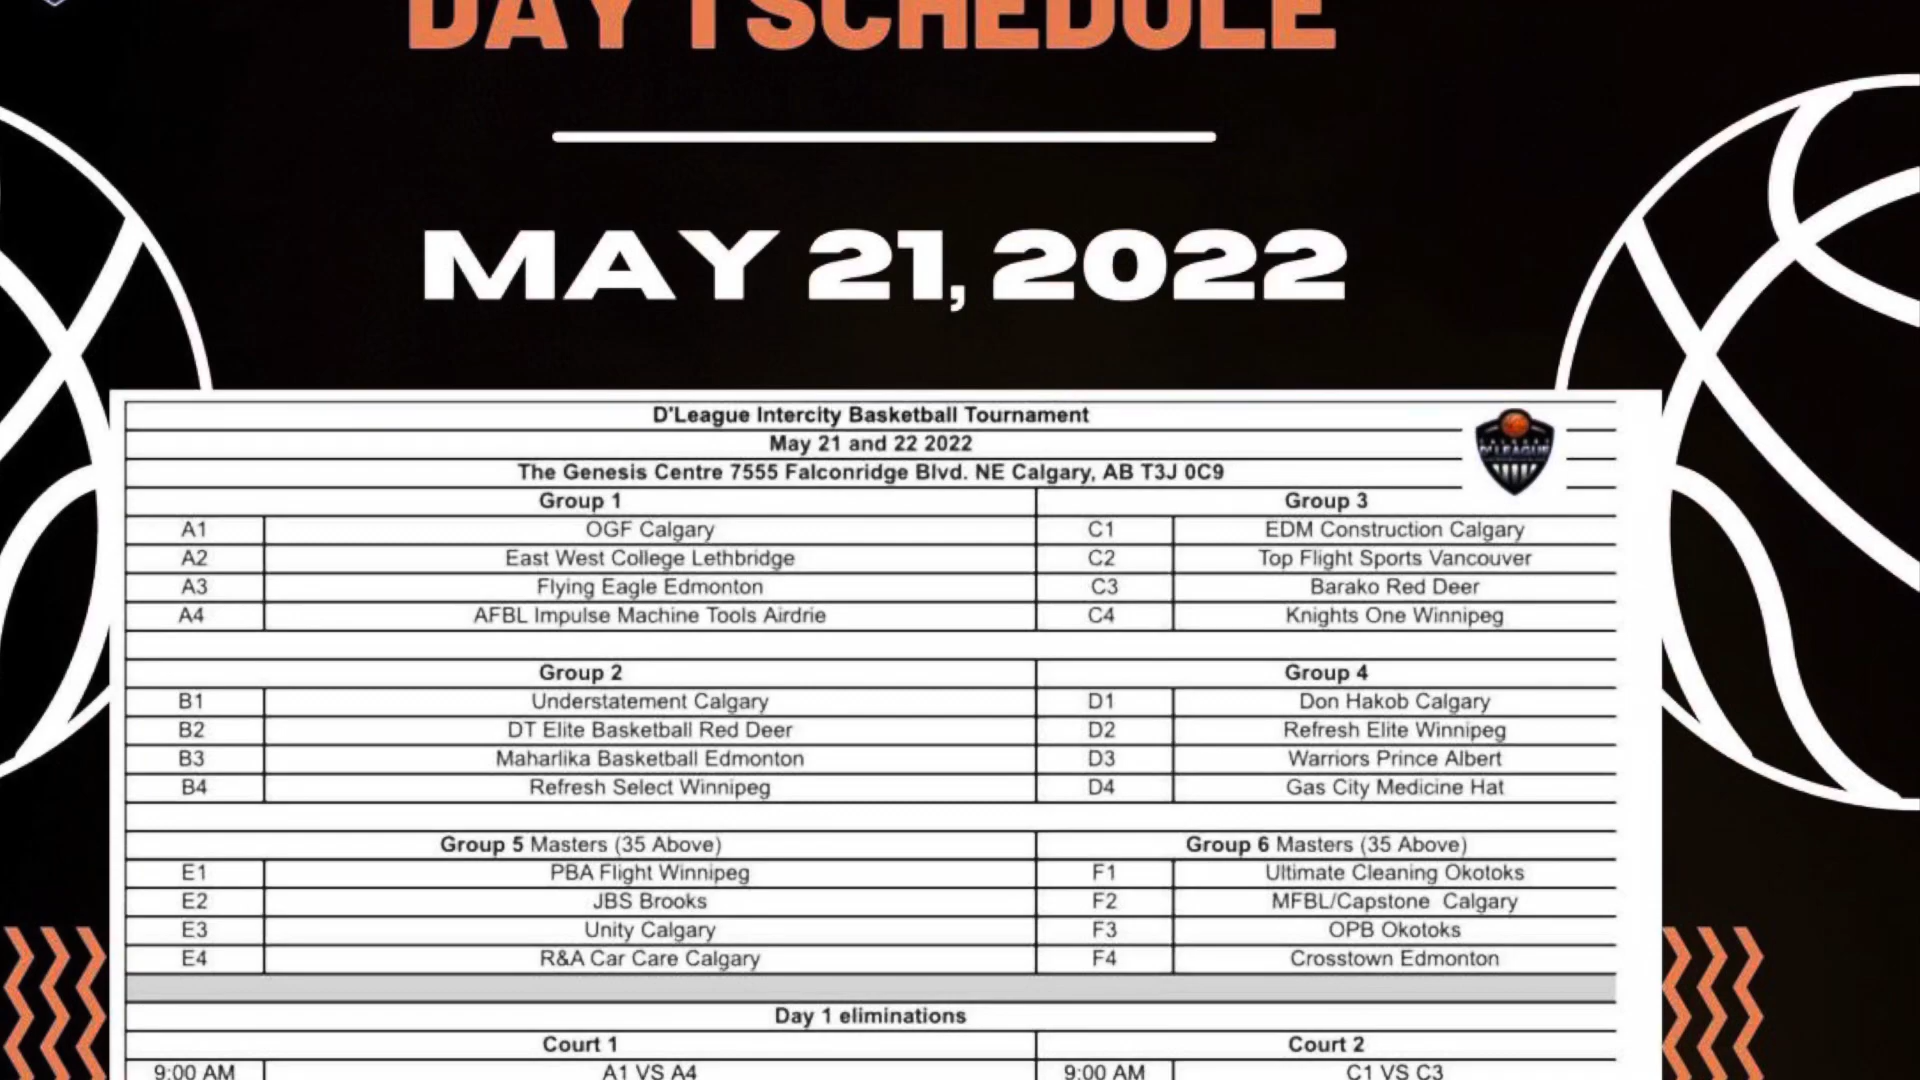 DAY 1 SCHEDULE
MAY 21, 2022
D'League Intercity Basketball Tournament
May 21 and 22 2022
The Genesis Centre 7555 Falconridge Blvd. NE Calgary, AB T3J 0C9
D'LEAGUE
Group 1 Group 3
A1 OGF Calgary C1 EDM Construction Calgary
A2 East West College Lethbridge C2 Top Flight Sports Vancouver
A3 Flying Eagle Edmonton C3 Barako Red Deer
A4 AFBL Impulse Machine Tools Airdrie C4 Knights One Winnipeg
Group 2 Group 4
B1 Understatement Calgary D1 Don Hakob Calgary
B2 DT Elite Basketball Red Deer D2 Refresh Elite Winnipeg
B3 Maharlika Basketball Edmonton D3 Warriors Prince Albert
B4 Refresh Select Winnipeg D4 Gas City Medicine Hat
Group 5 Masters (35 Above) Group 6 Masters (35 Above)
E1 PBA Flight Winnipeg F1 Ultimate Cleaning Okotoks
E2 JBS Brooks F2 MFBL/Capstone Calgary
E3 Unity Calgary F3 OPB Okotoks
E4 R&A Car Care Calgary F4 Crosstown Edmonton
Day 1 eliminations
Court 1 Court 2
9:00 AM A1 VS A4 9:00 AM C1 VS C3